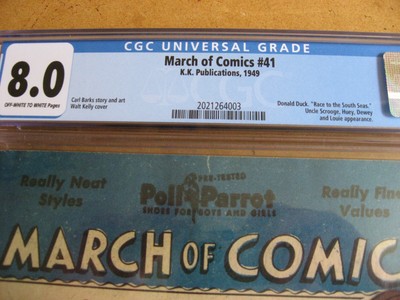 CGC UNIVERSAL GRADE
8.0
OFF-WHITE TO WHITE Pages
March of Comics #41
K.K. Publications, 1949
Carl Barks story and art
Walt Kelly cover
2021264003
Donald Duck. "Race to the South Seas."
Uncle Scrooge, Huey, Dewey
and Louie appearance.
Really Neat
Styles
PRE-TESTED
Poll Parrot
SHOES FOR BOYS AND GIRLS
Really Fine
Values
MARCH OF COMIC